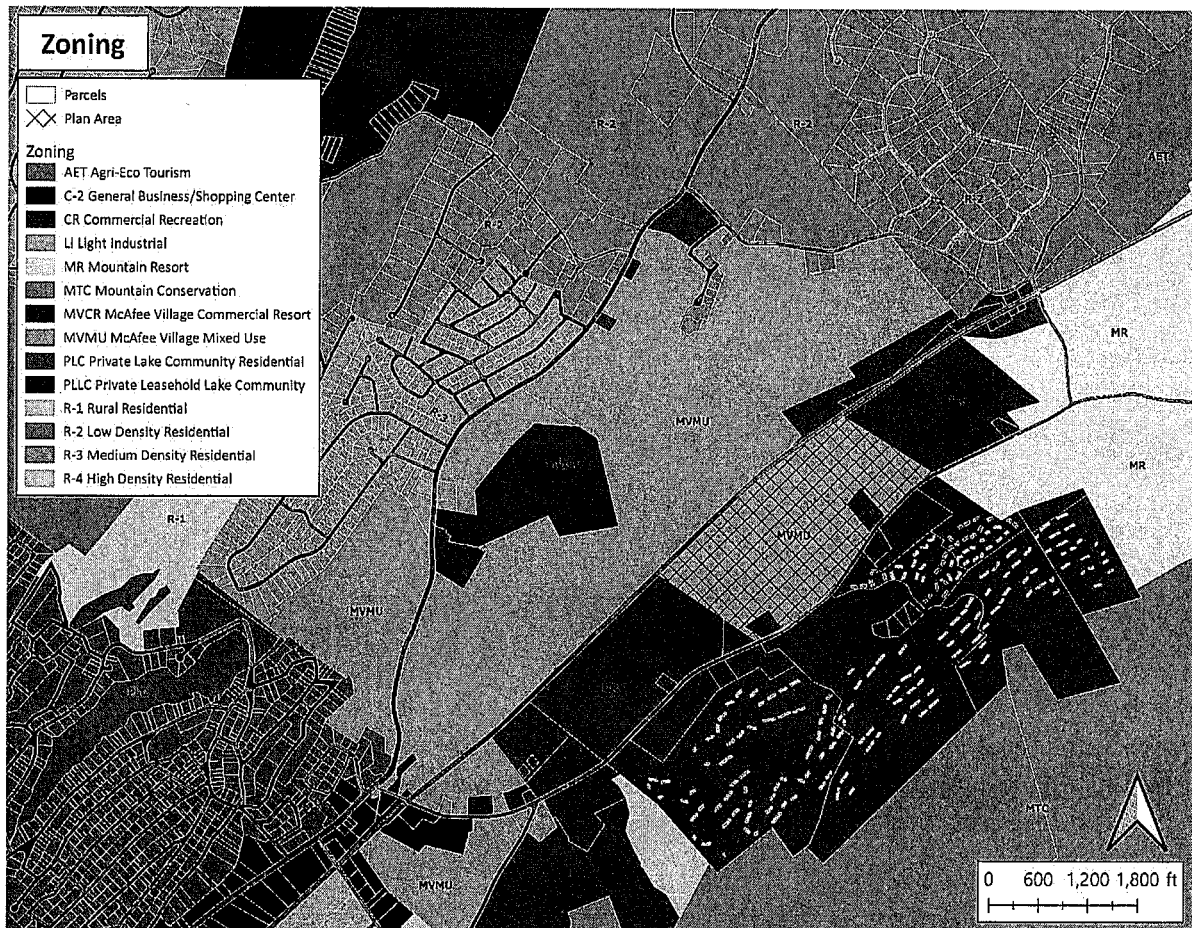 Zoning
Parcels
Plan Area
Zoning
AET Agri-Eco Tourism
C-2 General Business/Shopping Center
CR Commercial Recreation
LI Light Industrial
MR Mountain Resort
MTC Mountain Conservation
MVCR McAfee Village Commercial Resort
MVMU McAfee Village Mixed Use
PLC Private Lake Community Residential
PLLC Private Leasehold Lake Community
R-1 Rural Residential
R-2 Low Density Residential
R-3 Medium Density Residential
R-4 High Density Residential
R-2
R-2
AET
R-2
R-2
MR
R-3
MVMU
MR
R-1
MVMU
MVMU
MTC
MVMU
0 600 1,200 1,800 ft